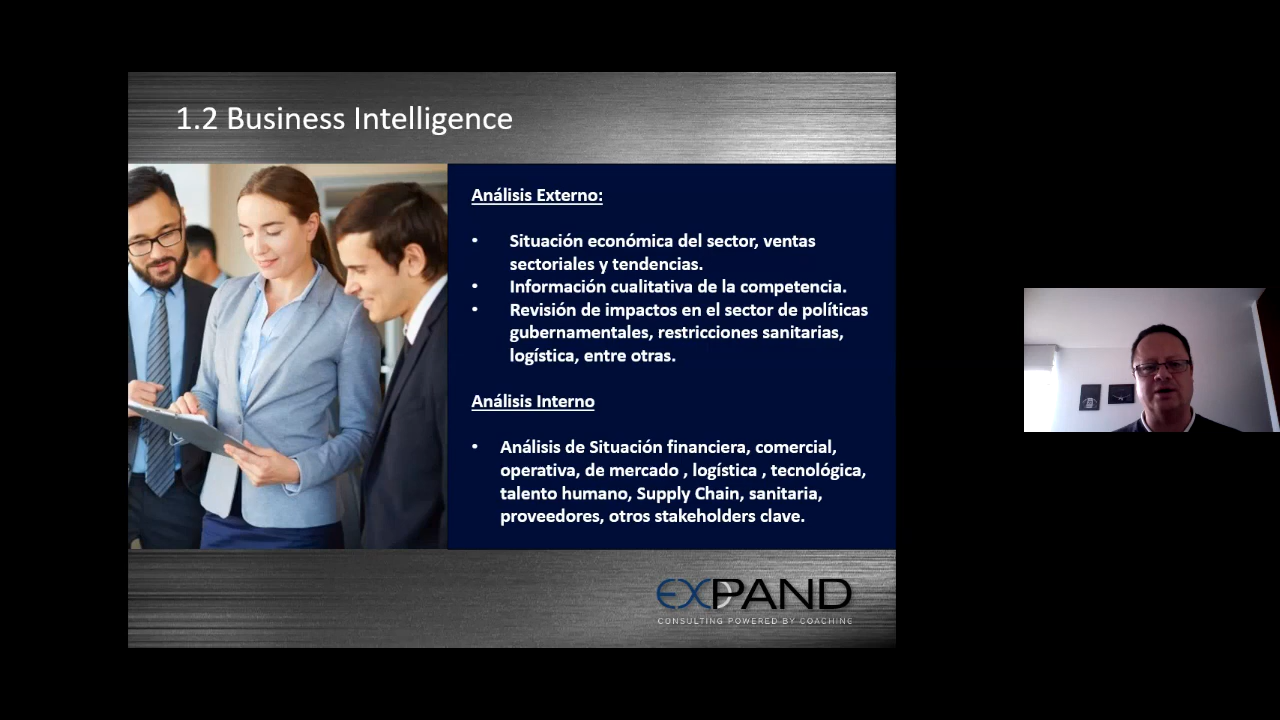 1.2 Business Intelligence
Análisis Externo:
• Situación económica del sector, ventas
sectoriales y tendencias.
• Información cualitativa de la competencia.
• Revisión de impactos en el sector de políticas
gubernamentales, restricciones sanitarias,
logística, entre otras.
Análisis Interno
• Análisis de Situación financiera, comercial,
operativa, de mercado , logística , tecnológica,
talento humano, Supply Chain, sanitaria,
proveedores, otros stakeholders clave.
EXPAND
CONSULTING POWERED BY COACHING